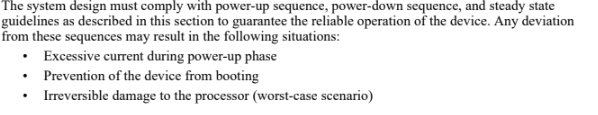 The system design must comply with power-up sequence, power-down sequence, and steady state
guidelines as described in this section to guarantee the reliable operation of the device. Any deviation
from these sequences may result in the following situations:
• Excessive current during power-up phase
• Prevention of the device from booting
• Irreversible damage to the processor (worst-case scenario)